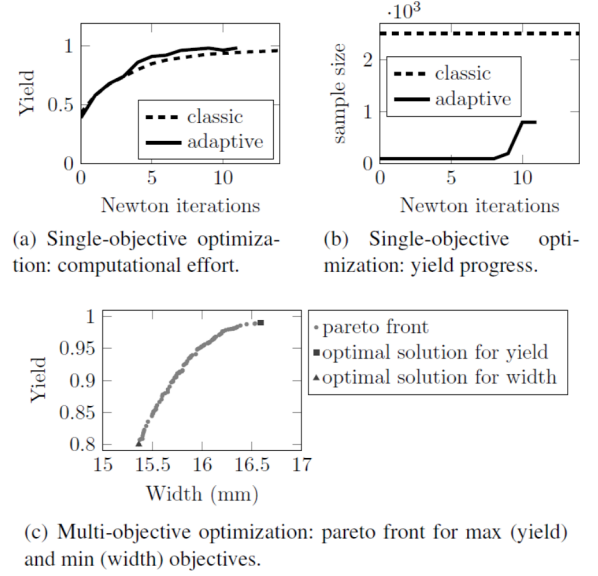 1
0.5
0
0
5
10
Yield
Newton iterations
classic
adaptive
·10³
2
1
0
0
5
10
sample size
Newton iterations
classic
adaptive
(a) Single-objective optimiza-
tion: computational effort.
(b) Single-objective opti-
mization: yield progress.
1
0.95
0.9
0.85
0.8
15
15.5
16
16.5
17
Yield
Width (mm)
pareto front
optimal solution for yield
optimal solution for width
(c) Multi-objective optimization: pareto front for max (yield)
and min (width) objectives.